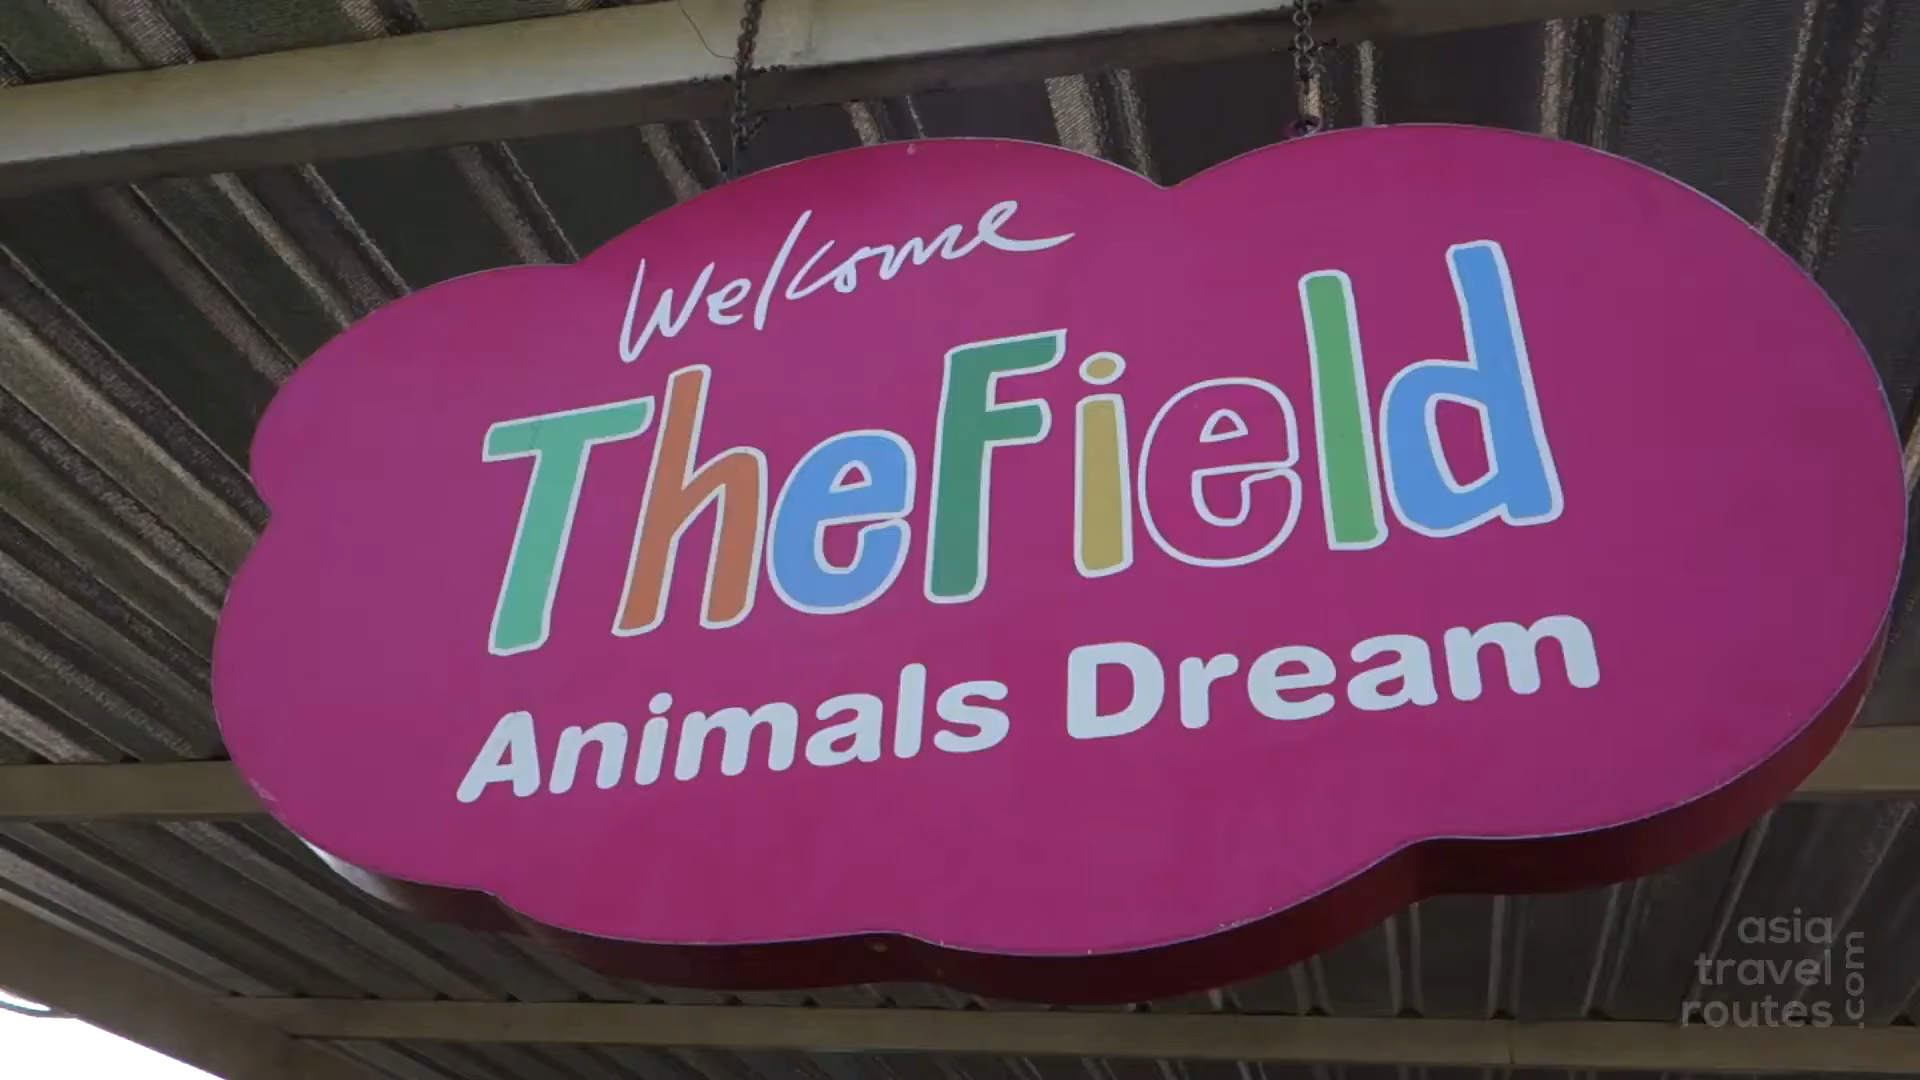 Welcome
TheField
Animals Dream
asia
travel
routes
.com